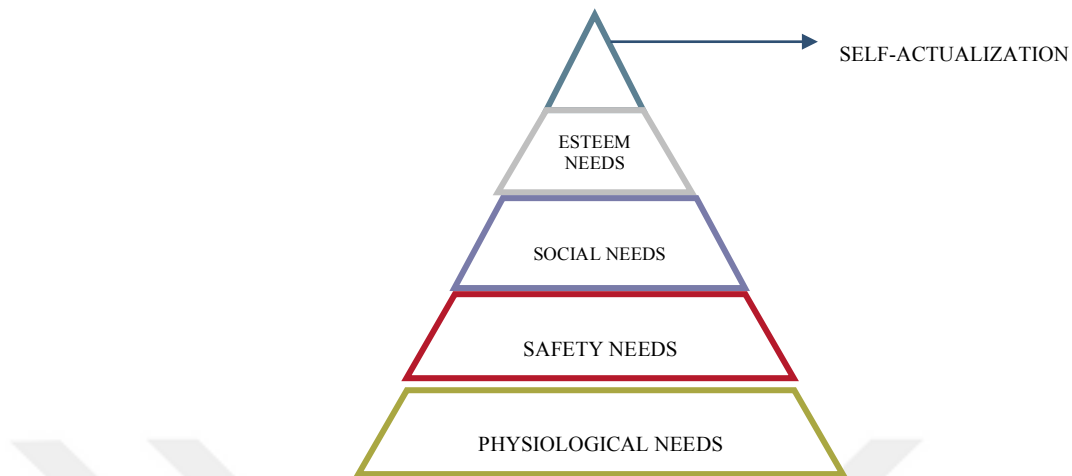 SELF-ACTUALIZATION
ESTEEM
NEEDS
SOCIAL NEEDS
SAFETY NEEDS
PHYSIOLOGICAL NEEDS